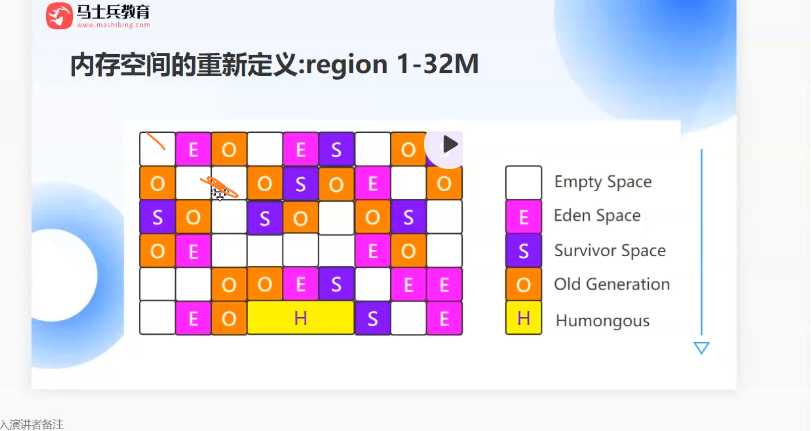 马士兵教育
www.mashibing.com
内存空间的重新定义:region 1-32M
E O E S O
O O S O E O
S O S O O S
O E E O
O O E S E E
E O H S E
Empty Space
E Eden Space
S Survivor Space
O Old Generation
H Humongous
入演讲者备注